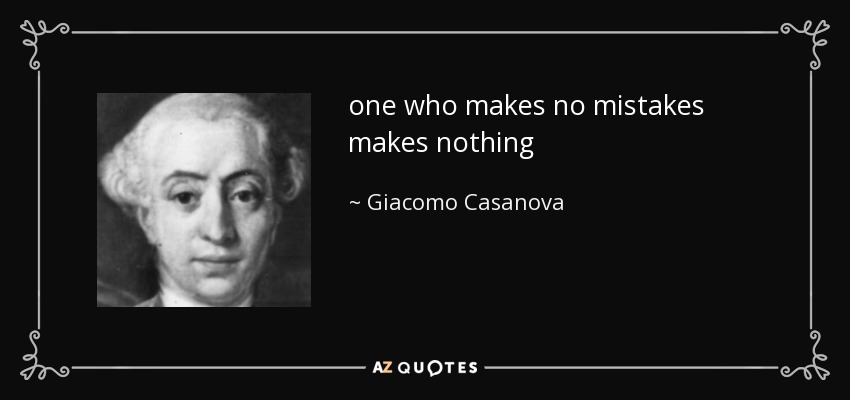 one who makes no mistakes
makes nothing
~ Giacomo Casanova
AZ QUOTES